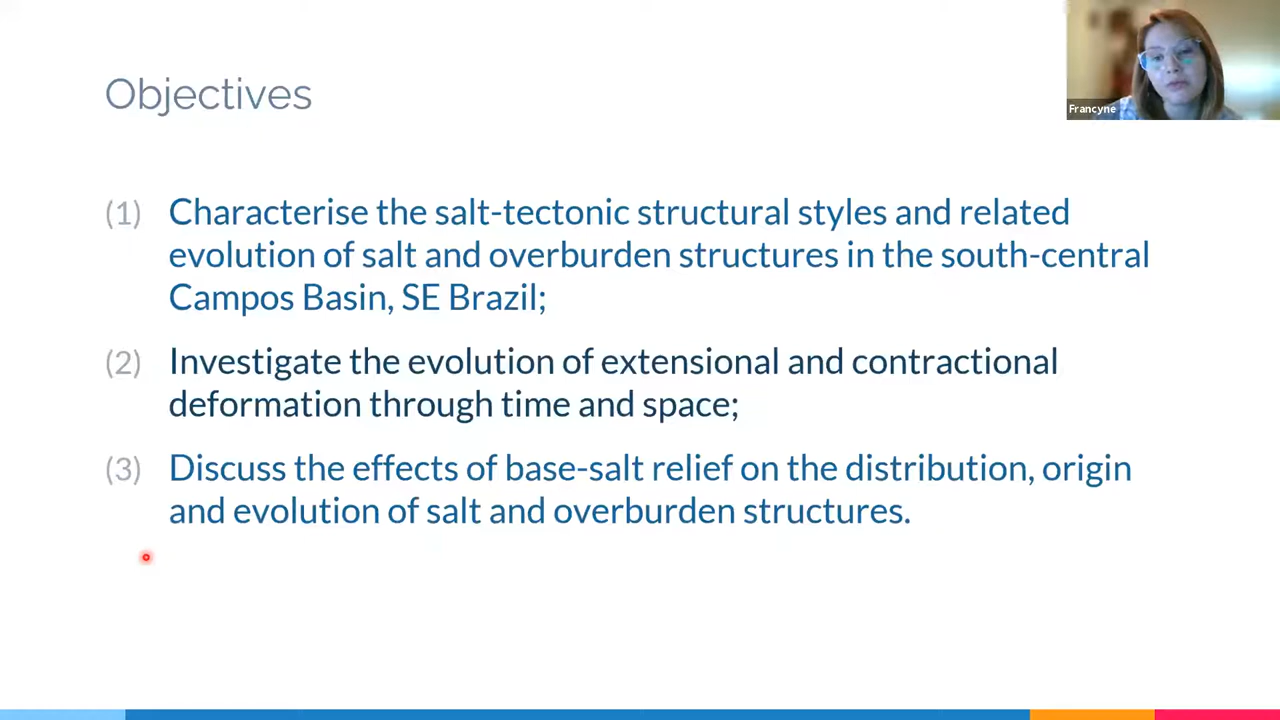 Objectives
Francyne
(1) Characterise the salt-tectonic structural styles and related
evolution of salt and overburden structures in the south-central
Campos Basin, SE Brazil;
(2) Investigate the evolution of extensional and contractional
deformation through time and space;
(3) Discuss the effects of base-salt relief on the distribution, origin
and evolution of salt and overburden structures.